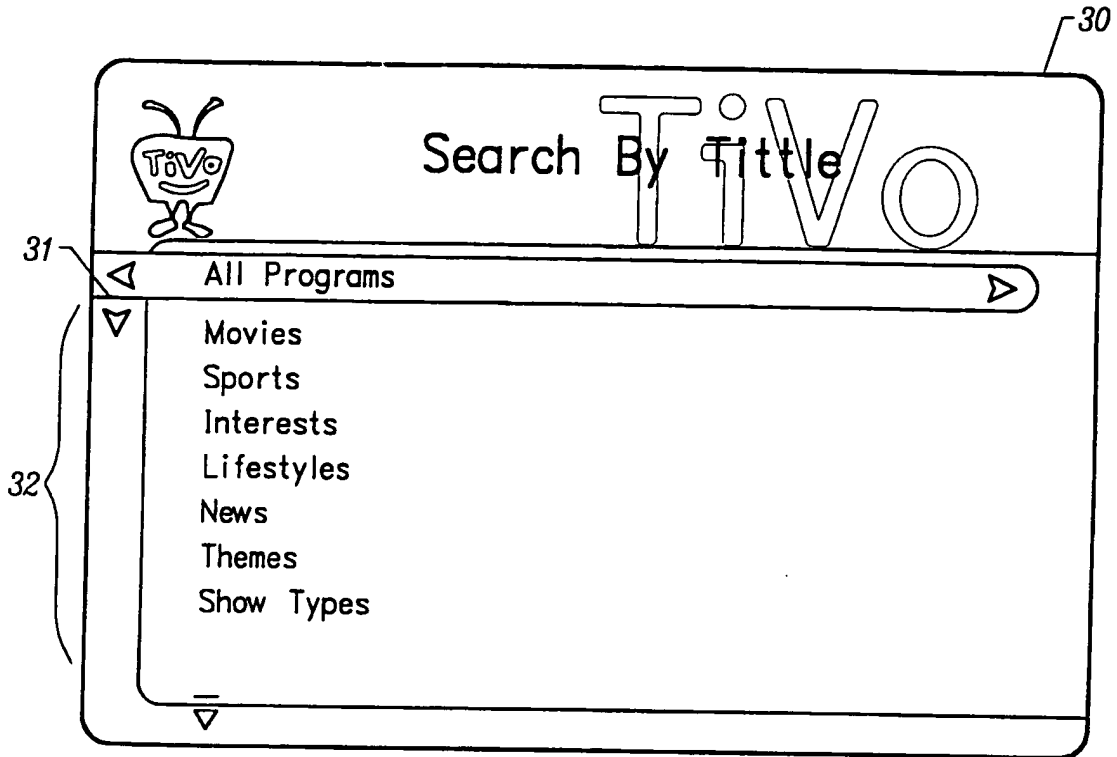 30
TiVo
TiVo
Search By Tittle
31
All Programs
Movies
Sports
Interests
Lifestyles
32
News
Themes
Show Types